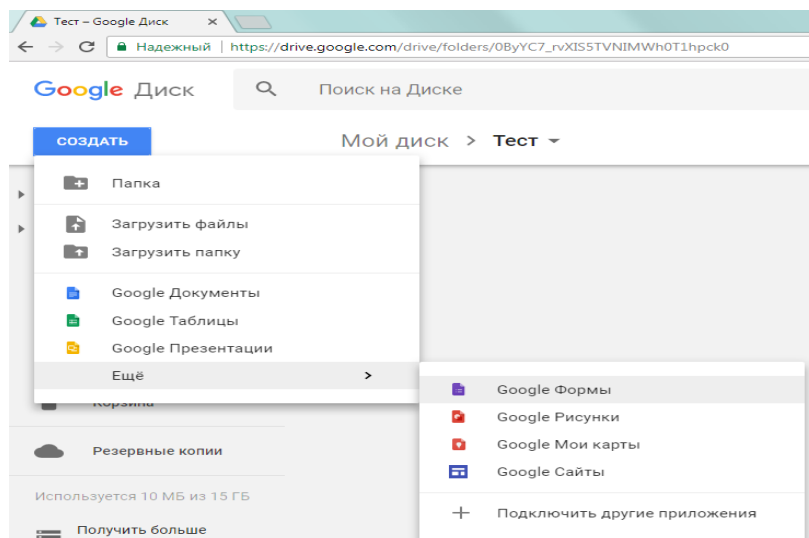 Тест – Google Диск ×
Надежный | https://drive.google.com/drive/folders/0ByYC7_rvXIS5TVNIMWh0T1hpck0
Google Диск Поиск на Диске
СОЗДАТЬ Мой диск > Тест
Папка
Загрузить файлы
Загрузить папку
Google Документы
Google Таблицы
Google Презентации
Ещё >
Google Формы
Google Рисунки
Google Мои карты
Google Сайты
Подключить другие приложения
Корзина
Резервные копии
Используется 10 МБ из 15 ГБ
Получить больше